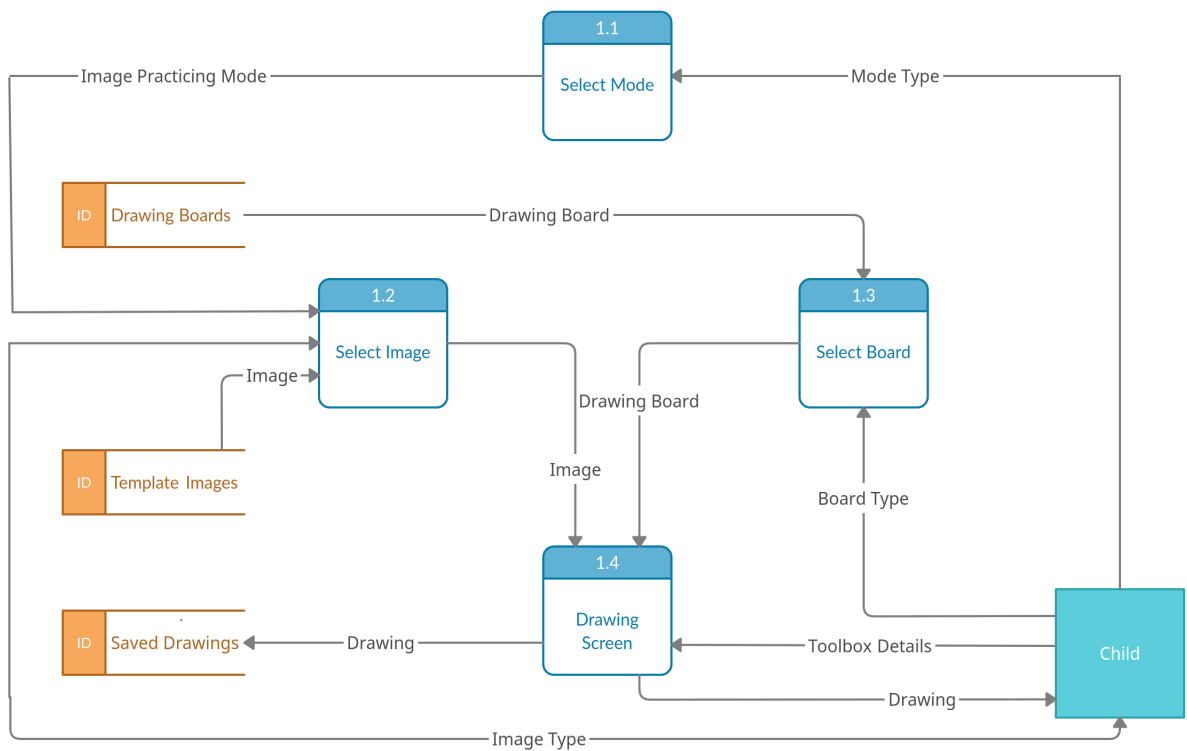 1.1
Image Practicing Mode
Select Mode
Mode Type
ID
Drawing Boards
Drawing Board
1.2
1.3
Select Image
Select Board
Image
Drawing Board
Image
ID
Template Images
Board Type
1.4
ID
Saved Drawings
Drawing
Drawing
Screen
Toolbox Details
Child
Drawing
Image Type